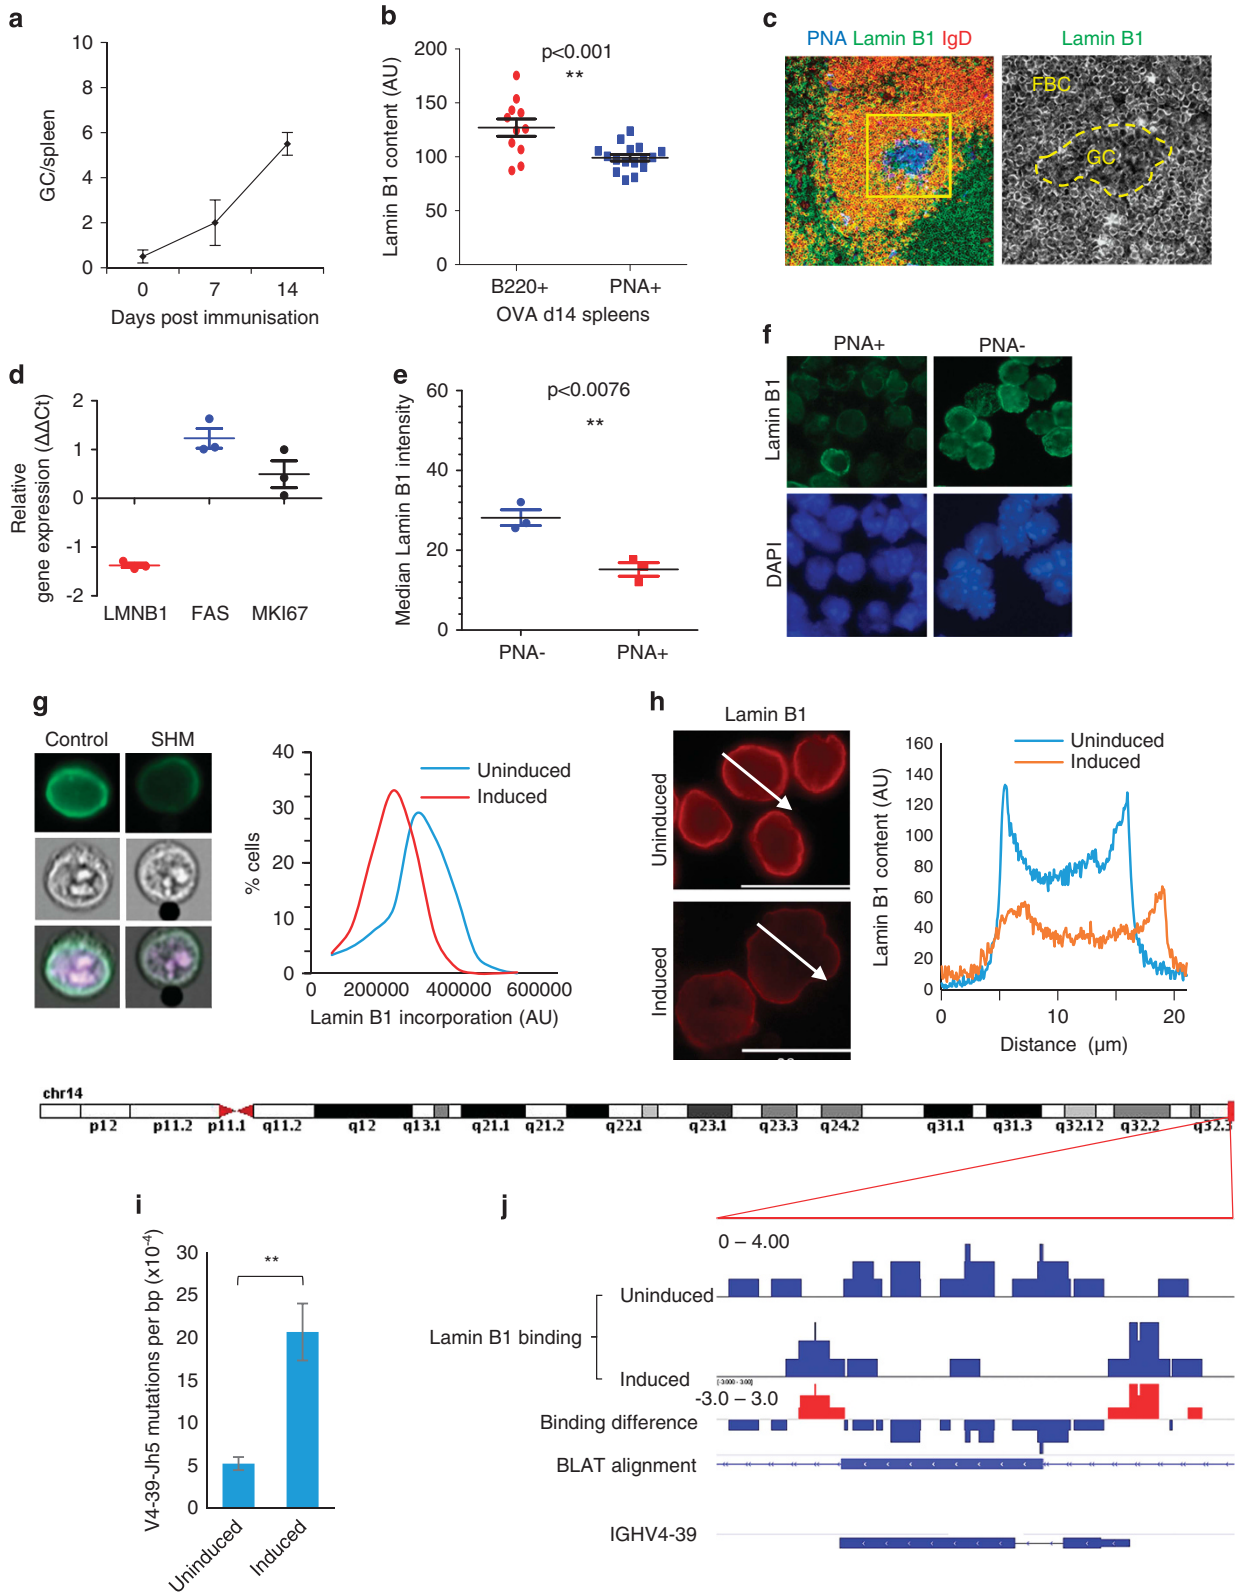 a
10
8
6
4
2
0
GC/spleen
0 7 14
Days post immunisation
b
200
150
100
50
0
Lamin B1 content (AU)
p<0.001
**
B220+ PNA+
OVA d14 spleens
c
PNA Lamin B1 IgD
Lamin B1
FBC
GC
d
2
1
0
-1
-2
Relative
gene expression (ΔΔCt)
LMNB1 FAS MKI67
e
60
40
20
0
Median Lamin B1 intensity
p<0.0076
**
PNA- PNA+
f
PNA+ PNA-
Lamin B1
DAPI
g
Control SHM
40
30
20
10
0
% cells
Uninduced
Induced
0 200000 400000 600000
Lamin B1 incorporation (AU)
h
Lamin B1
Uninduced
Induced
160
140
120
100
80
60
40
20
0
Lamin B1 content (AU)
Uninduced
Induced
0 10 20
Distance (µm)
chr14
p12 p11.2 p11.1 q11.2 q12 q13.1 q21.1 q21.2 q22.1 q23.1 q23.3 q24.2 q31.1 q31.3 q32.12 q32.2 q32.3
i
30
25
20
15
10
5
0
V4-39-Jh5 mutations per bp (x10⁻⁴)
**
Uninduced
Induced
j
0 – 4.00
Uninduced
Lamin B1 binding
Induced
[-3.000 - 3.00]
-3.0 – 3.0
Binding difference
BLAT alignment
IGHV4-39